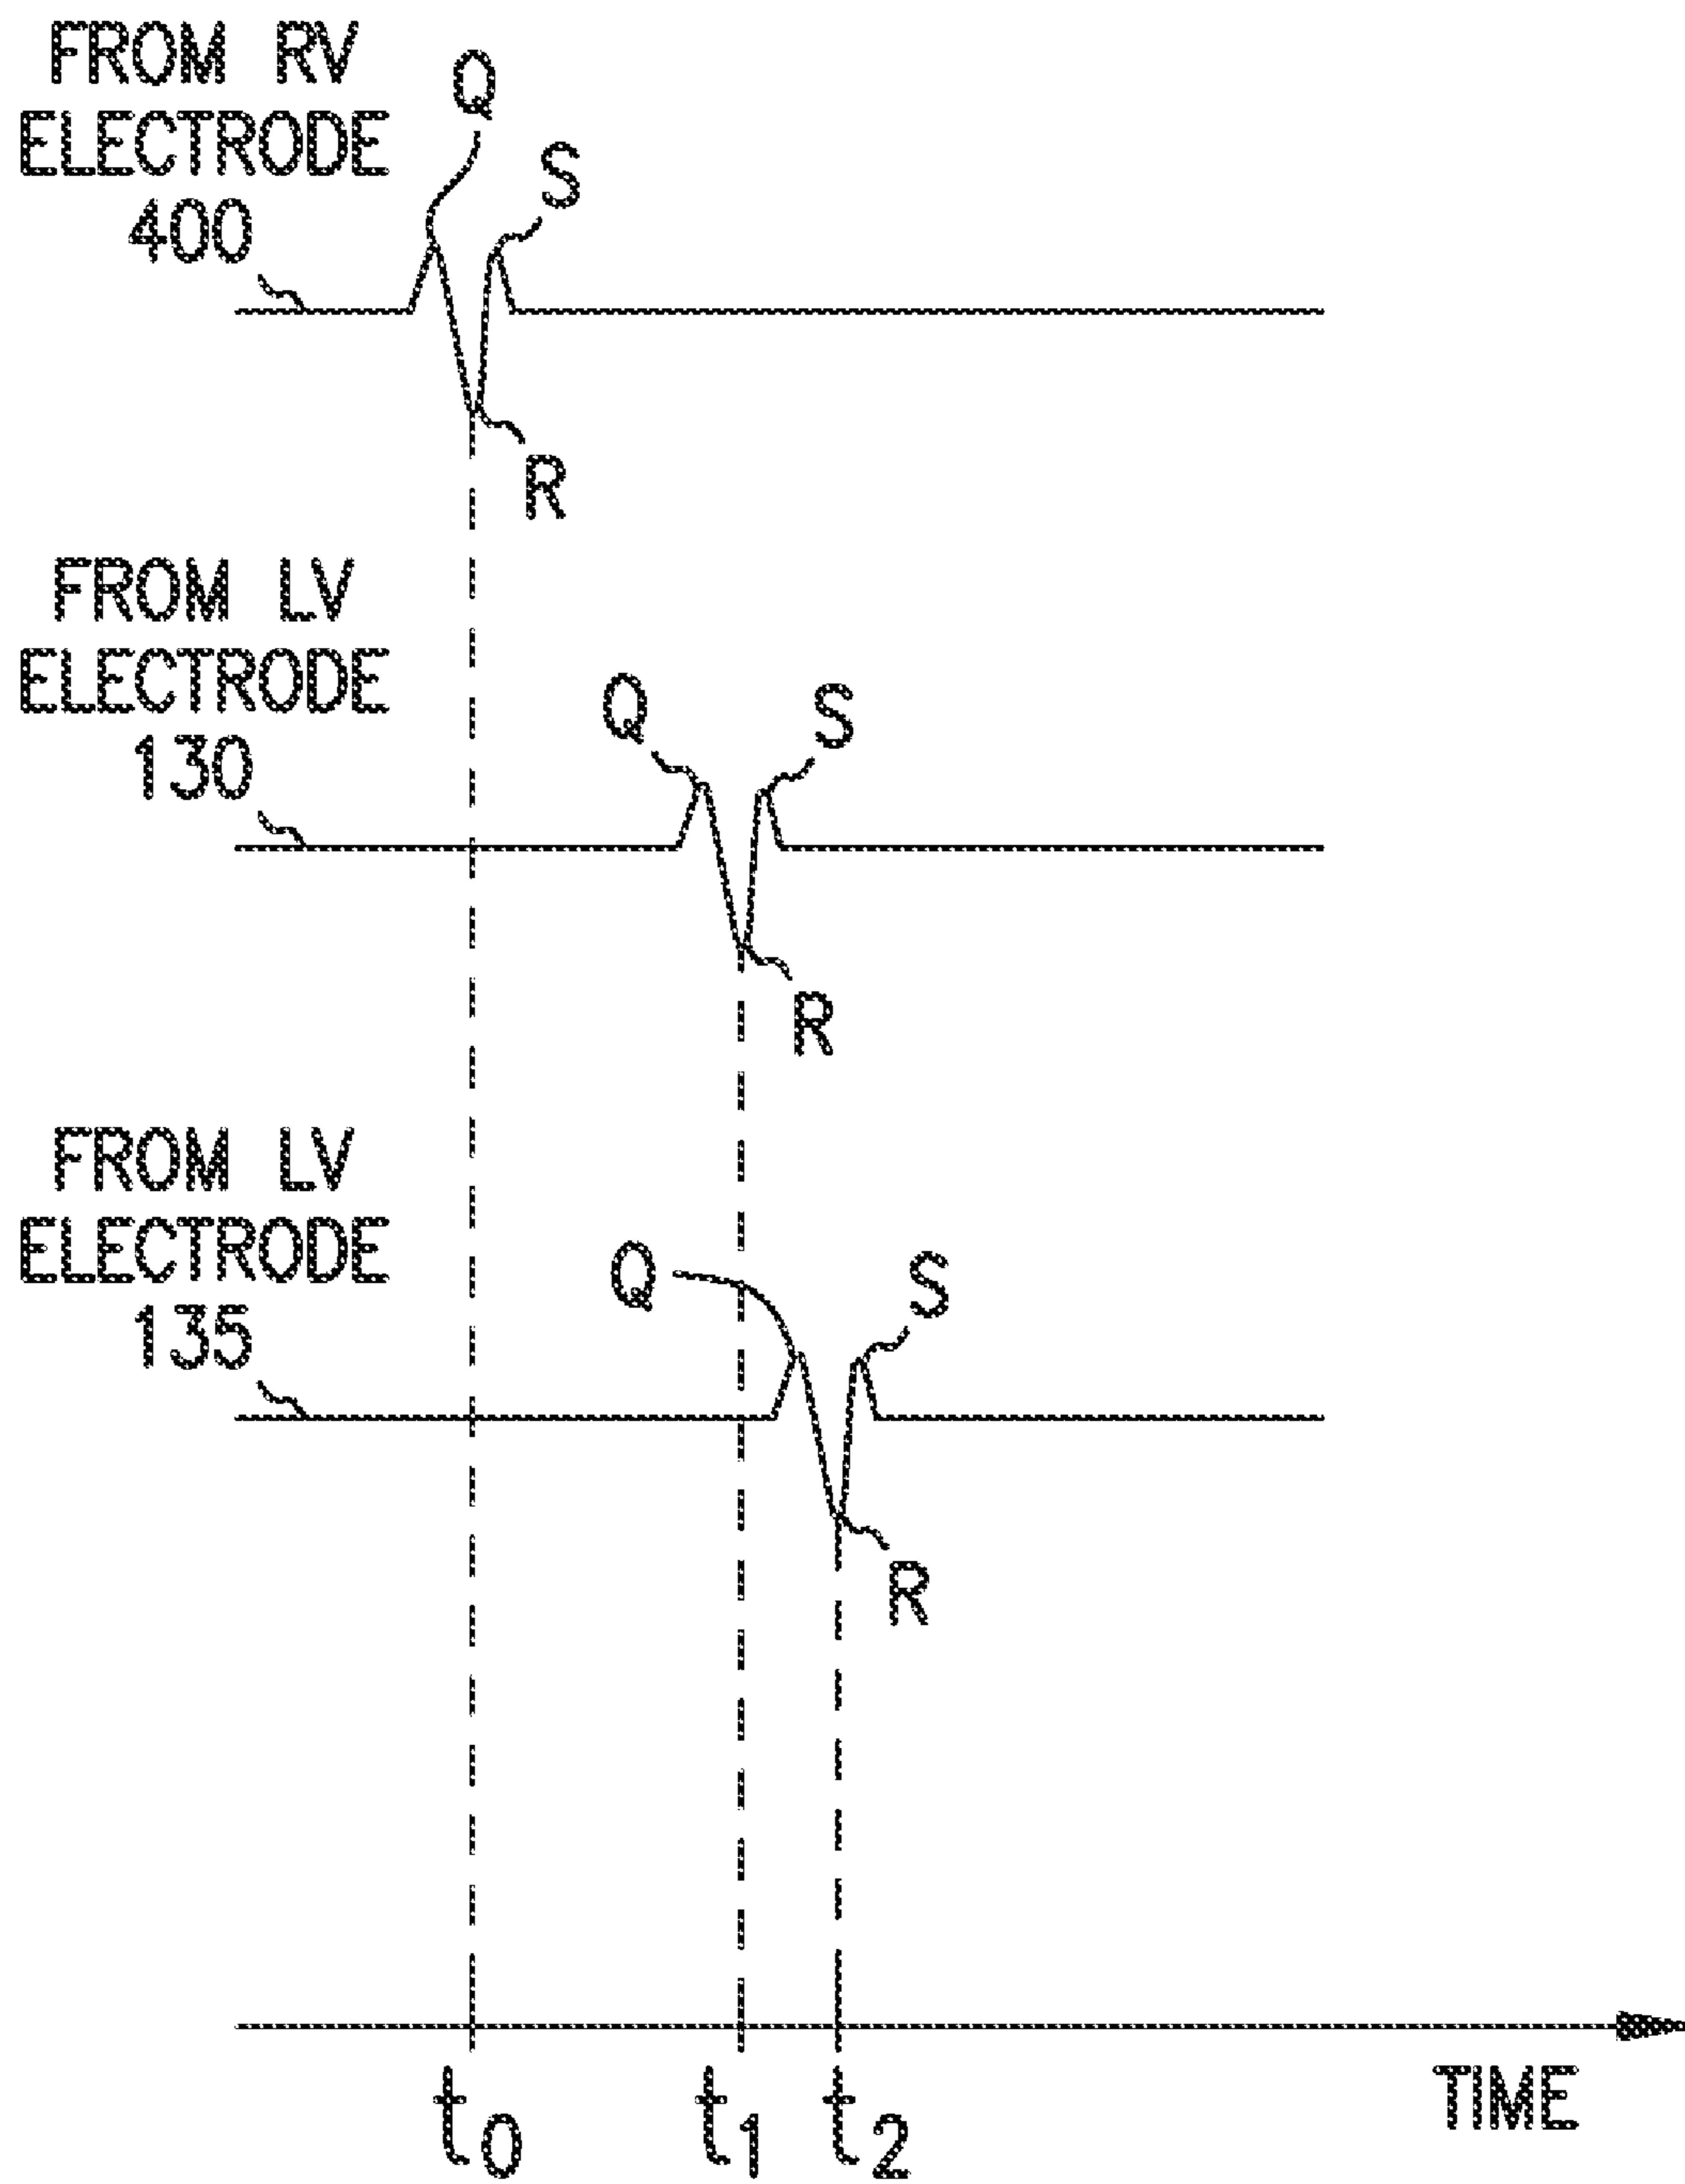 FROM RV
ELECTRODE
400
Q
S
R
FROM LV
ELECTRODE
130
Q
S
R
FROM LV
ELECTRODE
135
Q
S
R
t0
t1
t2
TIME